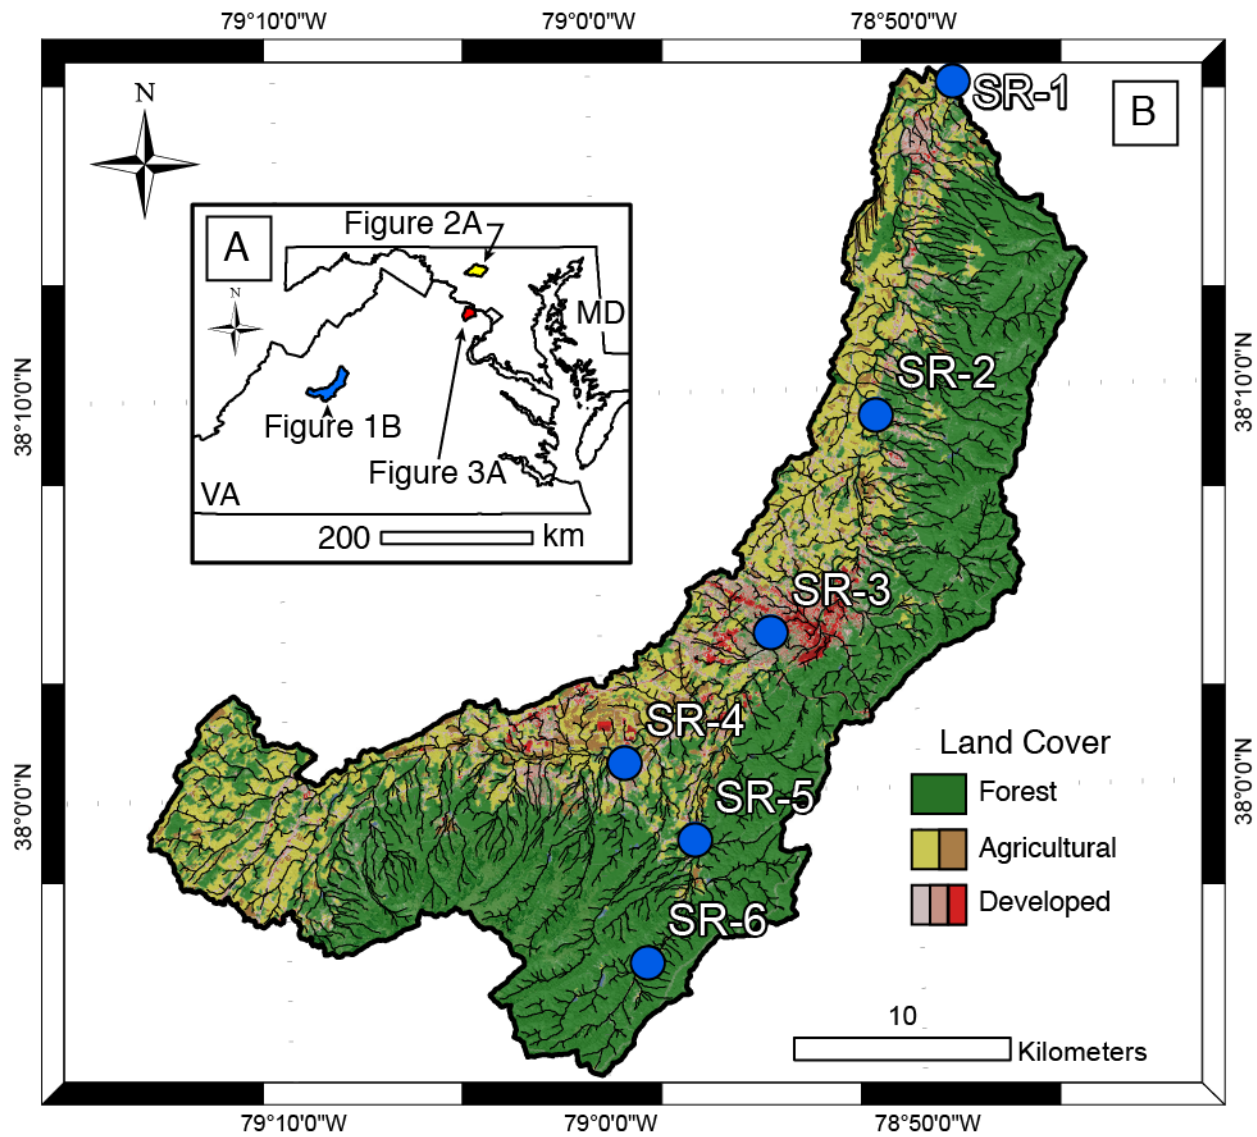 79°10'0"W 79°0'0"W 78°50'0"W
N
B
SR-1
A
Figure 2A
N
MD
Figure 1B
Figure 3A
VA
200 km
38°10'0"N
38°10'0"N
SR-2
SR-3
SR-4
SR-5
SR-6
38°0'0"N
38°0'0"N
Land Cover
Forest
Agricultural
Developed
10
Kilometers
79°10'0"W 79°0'0"W 78°50'0"W